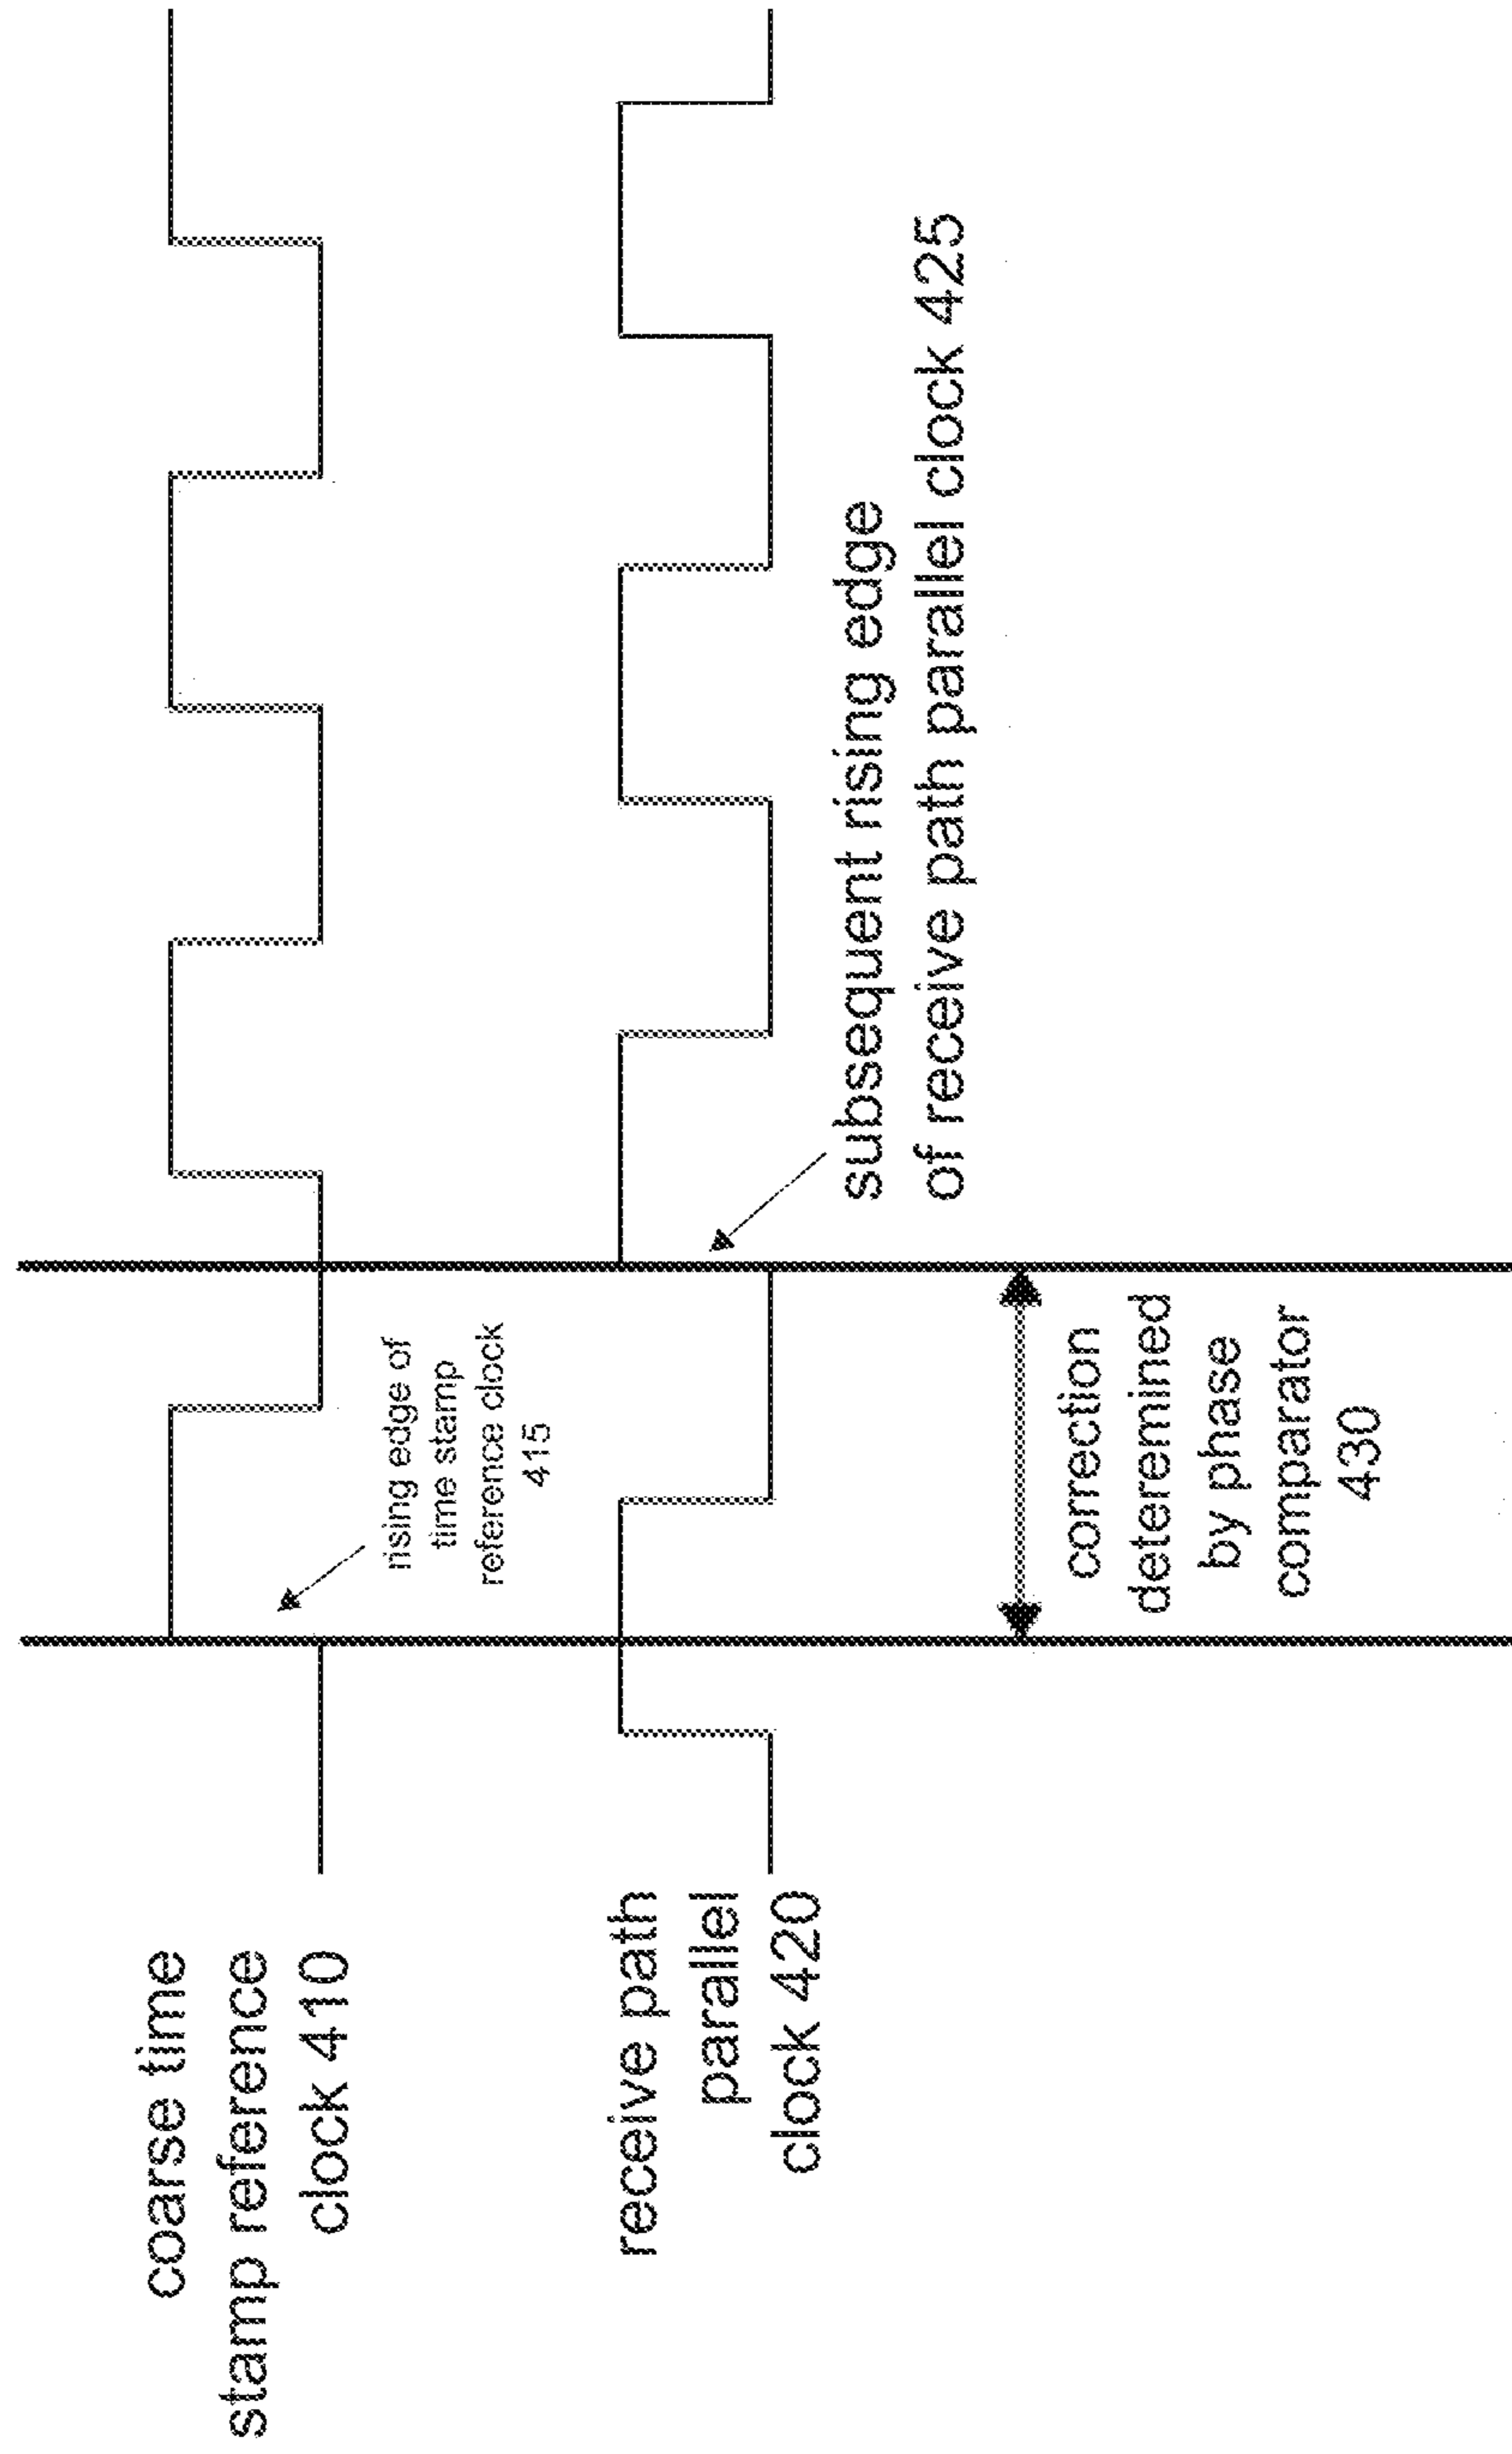 coarse time
stamp reference
clock 410
rising edge of
time stamp
reference clock
415
receive path
parallel
clock 420
subsequent rising edge
of receive path parallel clock 425
correction
deteremined
by phase
comparator
430